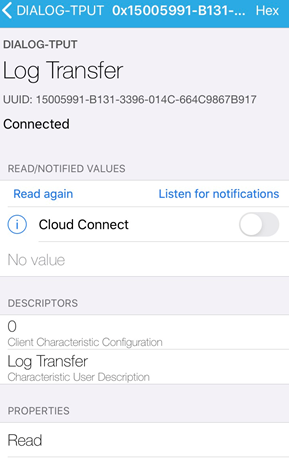 DIALOG-TPUT 0x15005991-B131-... Hex
DIALOG-TPUT
Log Transfer
UUID: 15005991-B131-3396-014C-664C9867B917
Connected
READ/NOTIFIED VALUES
Read again Listen for notifications
Cloud Connect
No value
DESCRIPTORS
0
Client Characteristic Configuration
Log Transfer
Characteristic User Description
PROPERTIES
Read